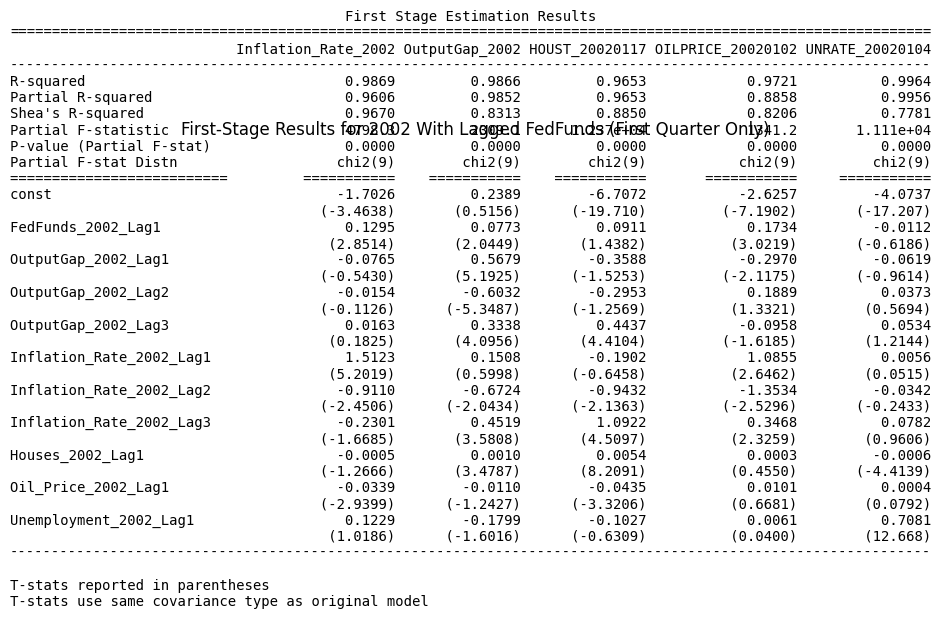 First Stage Estimation Results
================================================================================================================
Inflation_Rate_2002 OutputGap_2002 HOUST_20020117 OILPRICE_20020102 UNRATE_20020104
----------------------------------------------------------------------------------------------------------------
R-squared 0.9869 0.9866 0.9653 0.9721 0.9964
Partial R-squared 0.9606 0.9852 0.9653 0.8858 0.9956
Shea's R-squared 0.9670 0.8313 0.8850 0.8206 0.7781
Partial F-statistic 1.111e+04
First-Stage Results for 2002 With Lagged FedFunds (First Quarter Only)
P-value (Partial F-stat) 0.0000 0.0000 0.0000 0.0000 0.0000
Partial F-stat Distn chi2(9) chi2(9) chi2(9) chi2(9) chi2(9)
========================== =========== =========== =========== =========== ===========
const -1.7026 0.2389 -6.7072 -2.6257 -4.0737
(-3.4638) (0.5156) (-19.710) (-7.1902) (-17.207)
FedFunds_2002_Lag1 0.1295 0.0773 0.0911 0.1734 -0.0112
(2.8514) (2.0449) (1.4382) (3.0219) (-0.6186)
OutputGap_2002_Lag1 -0.0765 0.5679 -0.3588 -0.2970 -0.0619
(-0.5430) (5.1925) (-1.5253) (-2.1175) (-0.9614)
OutputGap_2002_Lag2 -0.0154 -0.6032 -0.2953 0.1889 0.0373
(-0.1126) (-5.3487) (-1.2569) (1.3321) (0.5694)
OutputGap_2002_Lag3 0.0163 0.3338 0.4437 -0.0958 0.0534
(0.1825) (4.0956) (4.4104) (-1.6185) (1.2144)
Inflation_Rate_2002_Lag1 1.5123 0.1508 -0.1902 1.0855 0.0056
(5.2019) (0.5998) (-0.6458) (2.6462) (0.0515)
Inflation_Rate_2002_Lag2 -0.9110 -0.6724 -0.9432 -1.3534 -0.0342
(-2.4506) (-2.0434) (-2.1363) (-2.5296) (-0.2433)
Inflation_Rate_2002_Lag3 -0.2301 0.4519 1.0922 0.3468 0.0782
(-1.6685) (3.5808) (4.5097) (2.3259) (0.9606)
Houses_2002_Lag1 -0.0005 0.0010 0.0054 0.0003 -0.0006
(-1.2666) (3.4787) (8.2091) (0.4550) (-4.4139)
Oil_Price_2002_Lag1 -0.0339 -0.0110 -0.0435 0.0101 0.0004
(-2.9399) (-1.2427) (-3.3206) (0.6681) (0.0792)
Unemployment_2002_Lag1 0.1229 -0.1799 -0.1027 0.0061 0.7081
(1.0186) (-1.6016) (-0.6309) (0.0400) (12.668)
----------------------------------------------------------------------------------------------------------------
T-stats reported in parentheses
T-stats use same covariance type as original model